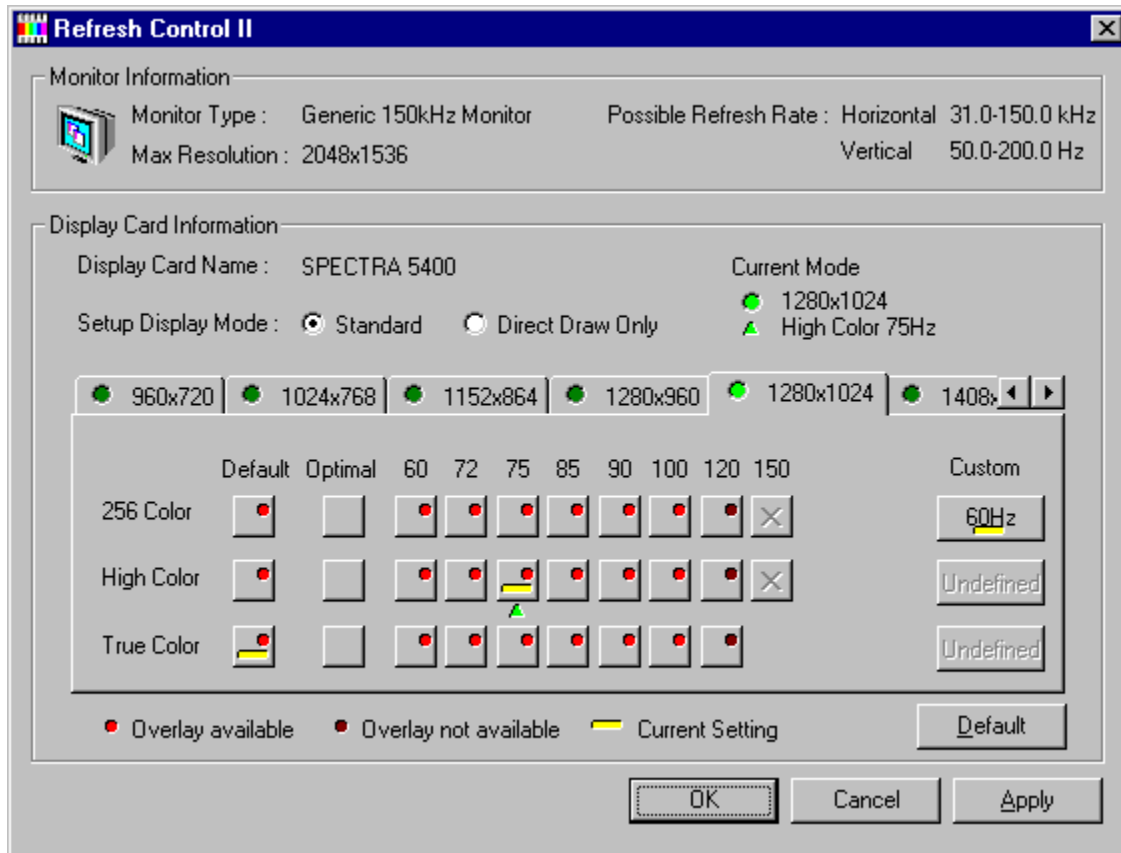 Refresh Control II
Monitor Information
Monitor Type : Generic 150kHz Monitor Possible Refresh Rate : Horizontal 31.0-150.0 kHz
Max Resolution : 2048x1536 Vertical 50.0-200.0 Hz
Display Card Information
Display Card Name : SPECTRA 5400 Current Mode
1280x1024
Setup Display Mode : Standard Direct Draw Only High Color 75Hz
960x720 1024x768 1152x864 1280x960 1280x1024 1408x
Default Optimal 60 72 75 85 90 100 120 150 Custom
256 Color 60Hz
High Color Undefined
True Color Undefined
Overlay available Overlay not available Current Setting Default
OK Cancel Apply